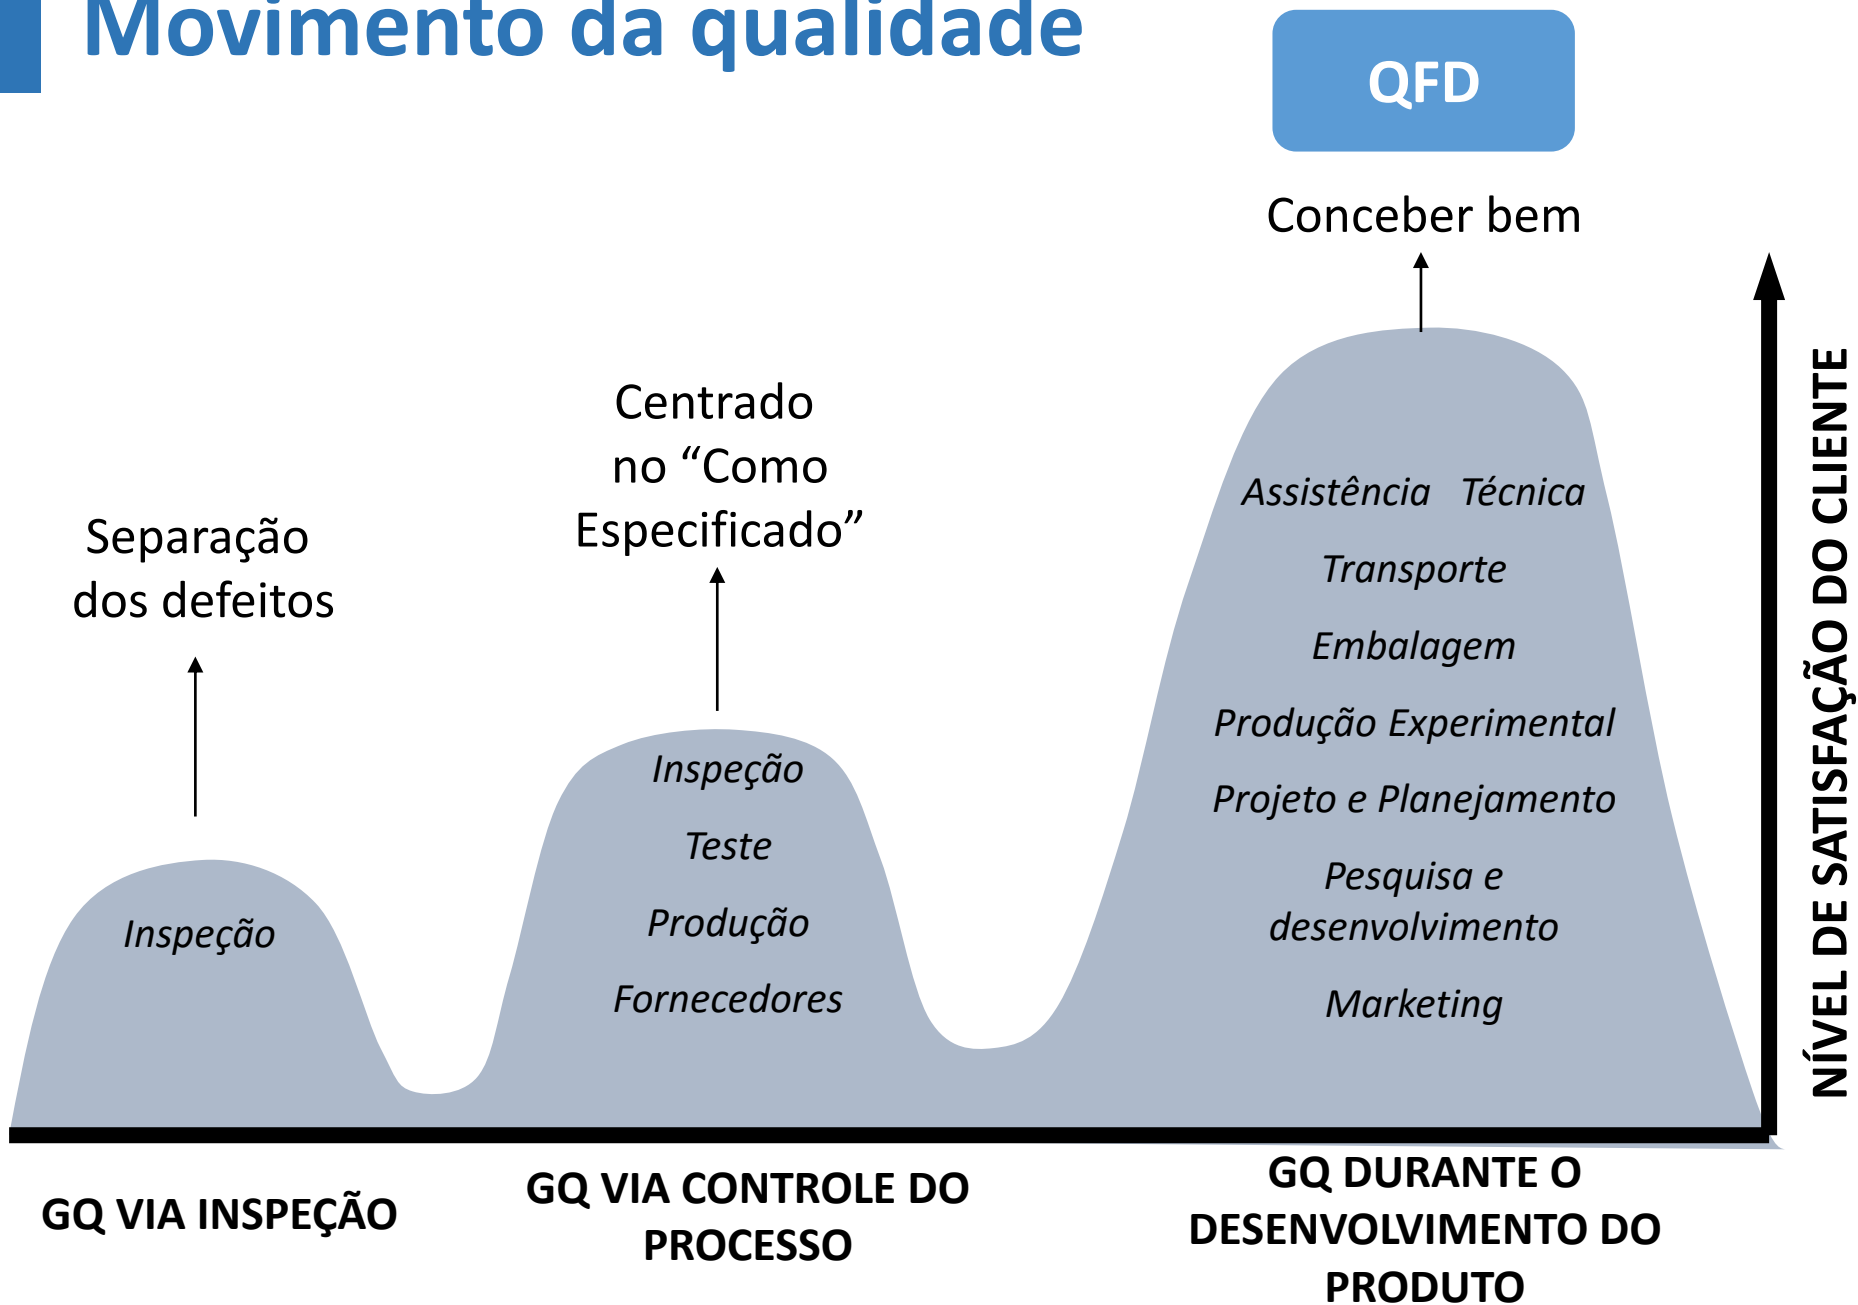 Movimento da qualidade
QFD
Conceber bem
Centrado
no “Como
Especificado”
Separação
dos defeitos
Inspeção
Inspeção
Teste
Produção
Fornecedores
Assistência Técnica
Transporte
Embalagem
Produção Experimental
Projeto e Planejamento
Pesquisa e
desenvolvimento
Marketing
NÍVEL DE SATISFAÇÃO DO CLIENTE
GQ VIA INSPEÇÃO
GQ VIA CONTROLE DO
PROCESSO
GQ DURANTE O
DESENVOLVIMENTO DO
PRODUTO